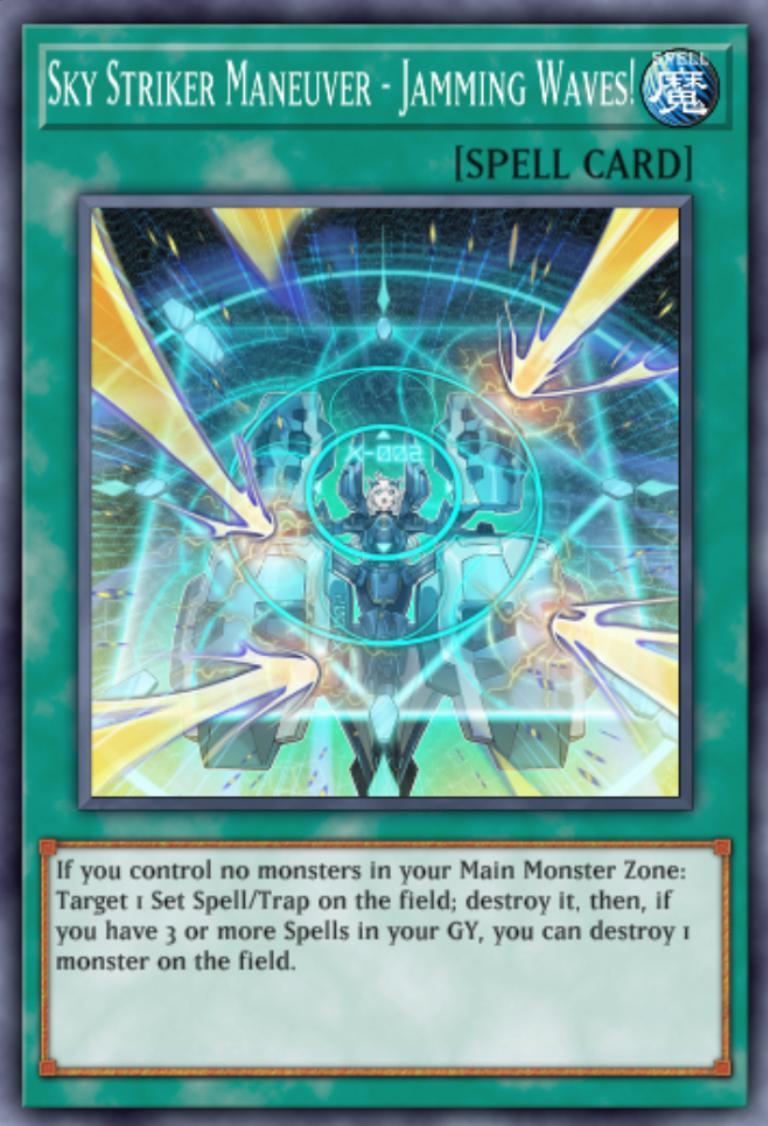 Sky Striker Maneuver - Jamming Waves!
SPELL
魔
[SPELL CARD]
X-002
If you control no monsters in your Main Monster Zone:
Target 1 Set Spell/Trap on the field; destroy it, then, if
you have 3 or more Spells in your GY, you can destroy 1
monster on the field.